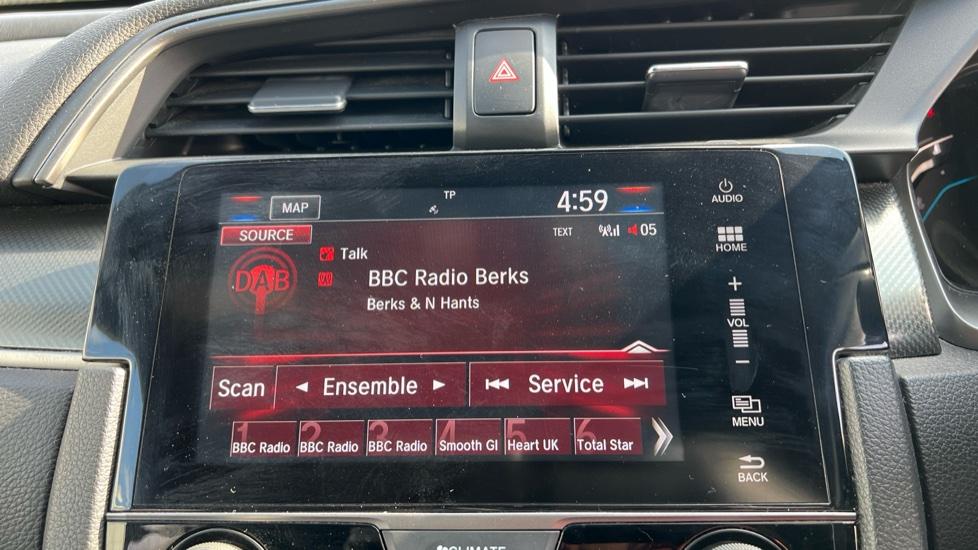 TP
MAP
4:59
SOURCE
TEXT
05
DAB
Talk
BBC Radio Berks
Berks & N Hants
Scan
Ensemble
Service
1 BBC Radio
2 BBC Radio
3 BBC Radio
4 Smooth Gl
5 Heart UK
6 Total Star
AUDIO
HOME
+
VOL
−
MENU
BACK
CLIMATE